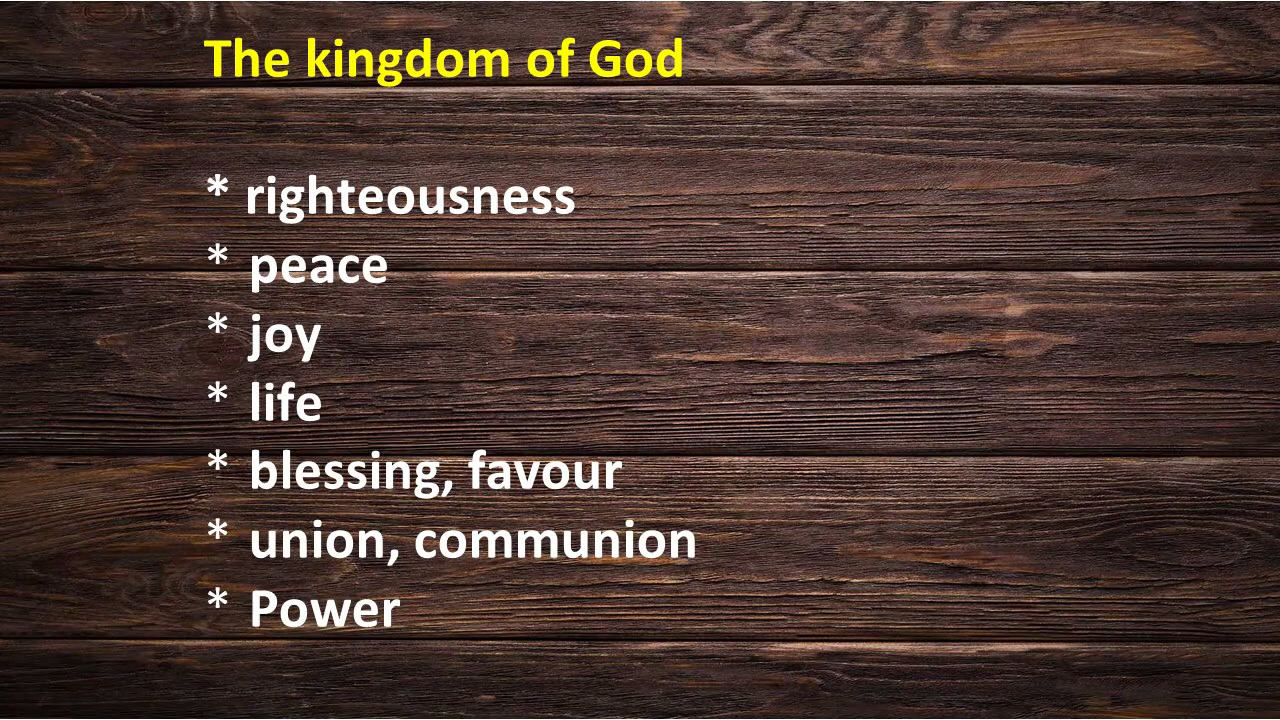 The kingdom of God
* righteousness
* peace
* joy
* life
* blessing, favour
* union, communion
* Power